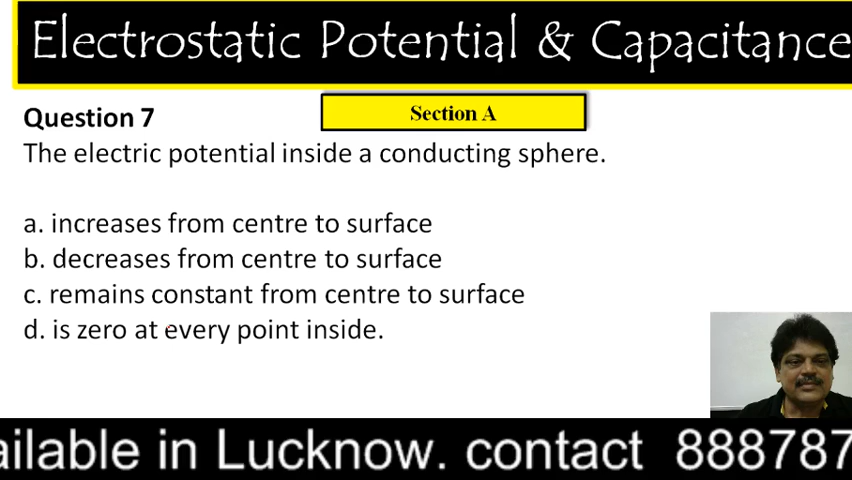 Electrostatic Potential & Capacitance
Section A
Question 7
The electric potential inside a conducting sphere.
a. increases from centre to surface
b. decreases from centre to surface
c. remains constant from centre to surface
d. is zero at every point inside.
ailable in Lucknow. contact 888787